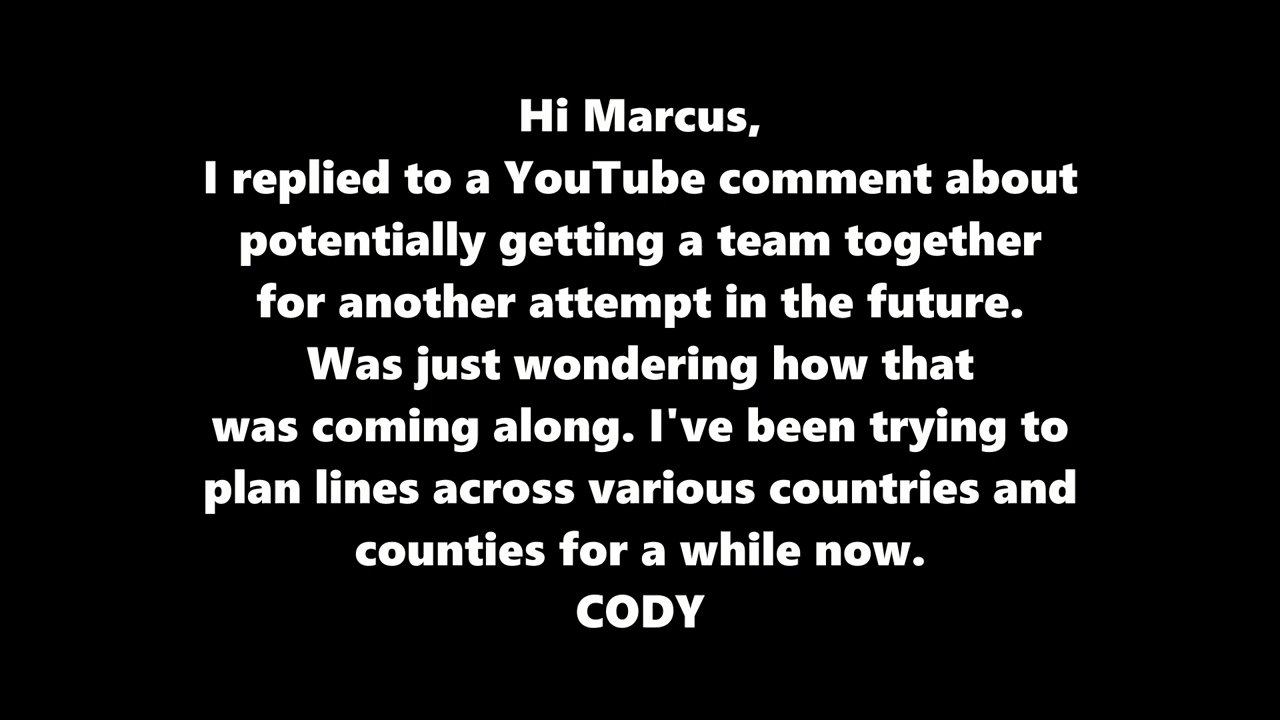 Hi Marcus,
I replied to a YouTube comment about
potentially getting a team together
for another attempt in the future.
Was just wondering how that
was coming along. I've been trying to
plan lines across various countries and
counties for a while now.
CODY